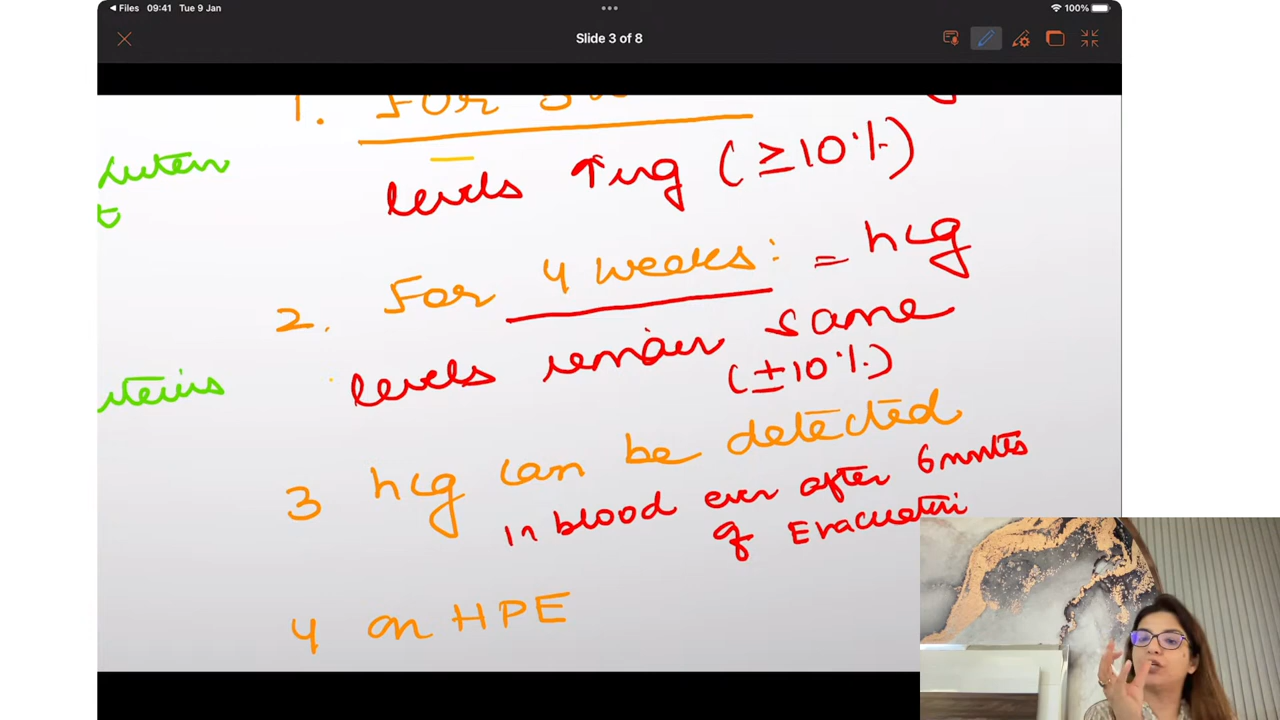 Files 09:41 Tue 9 Jan 100%
Slide 3 of 8
1. For 3
levels ↑ing (≥10%)
2. For 4 weeks: = hcg
levels remain same
(±10%)
3 hcg can be detected
in blood even after 6 months
of Evacuation
4 on HPE